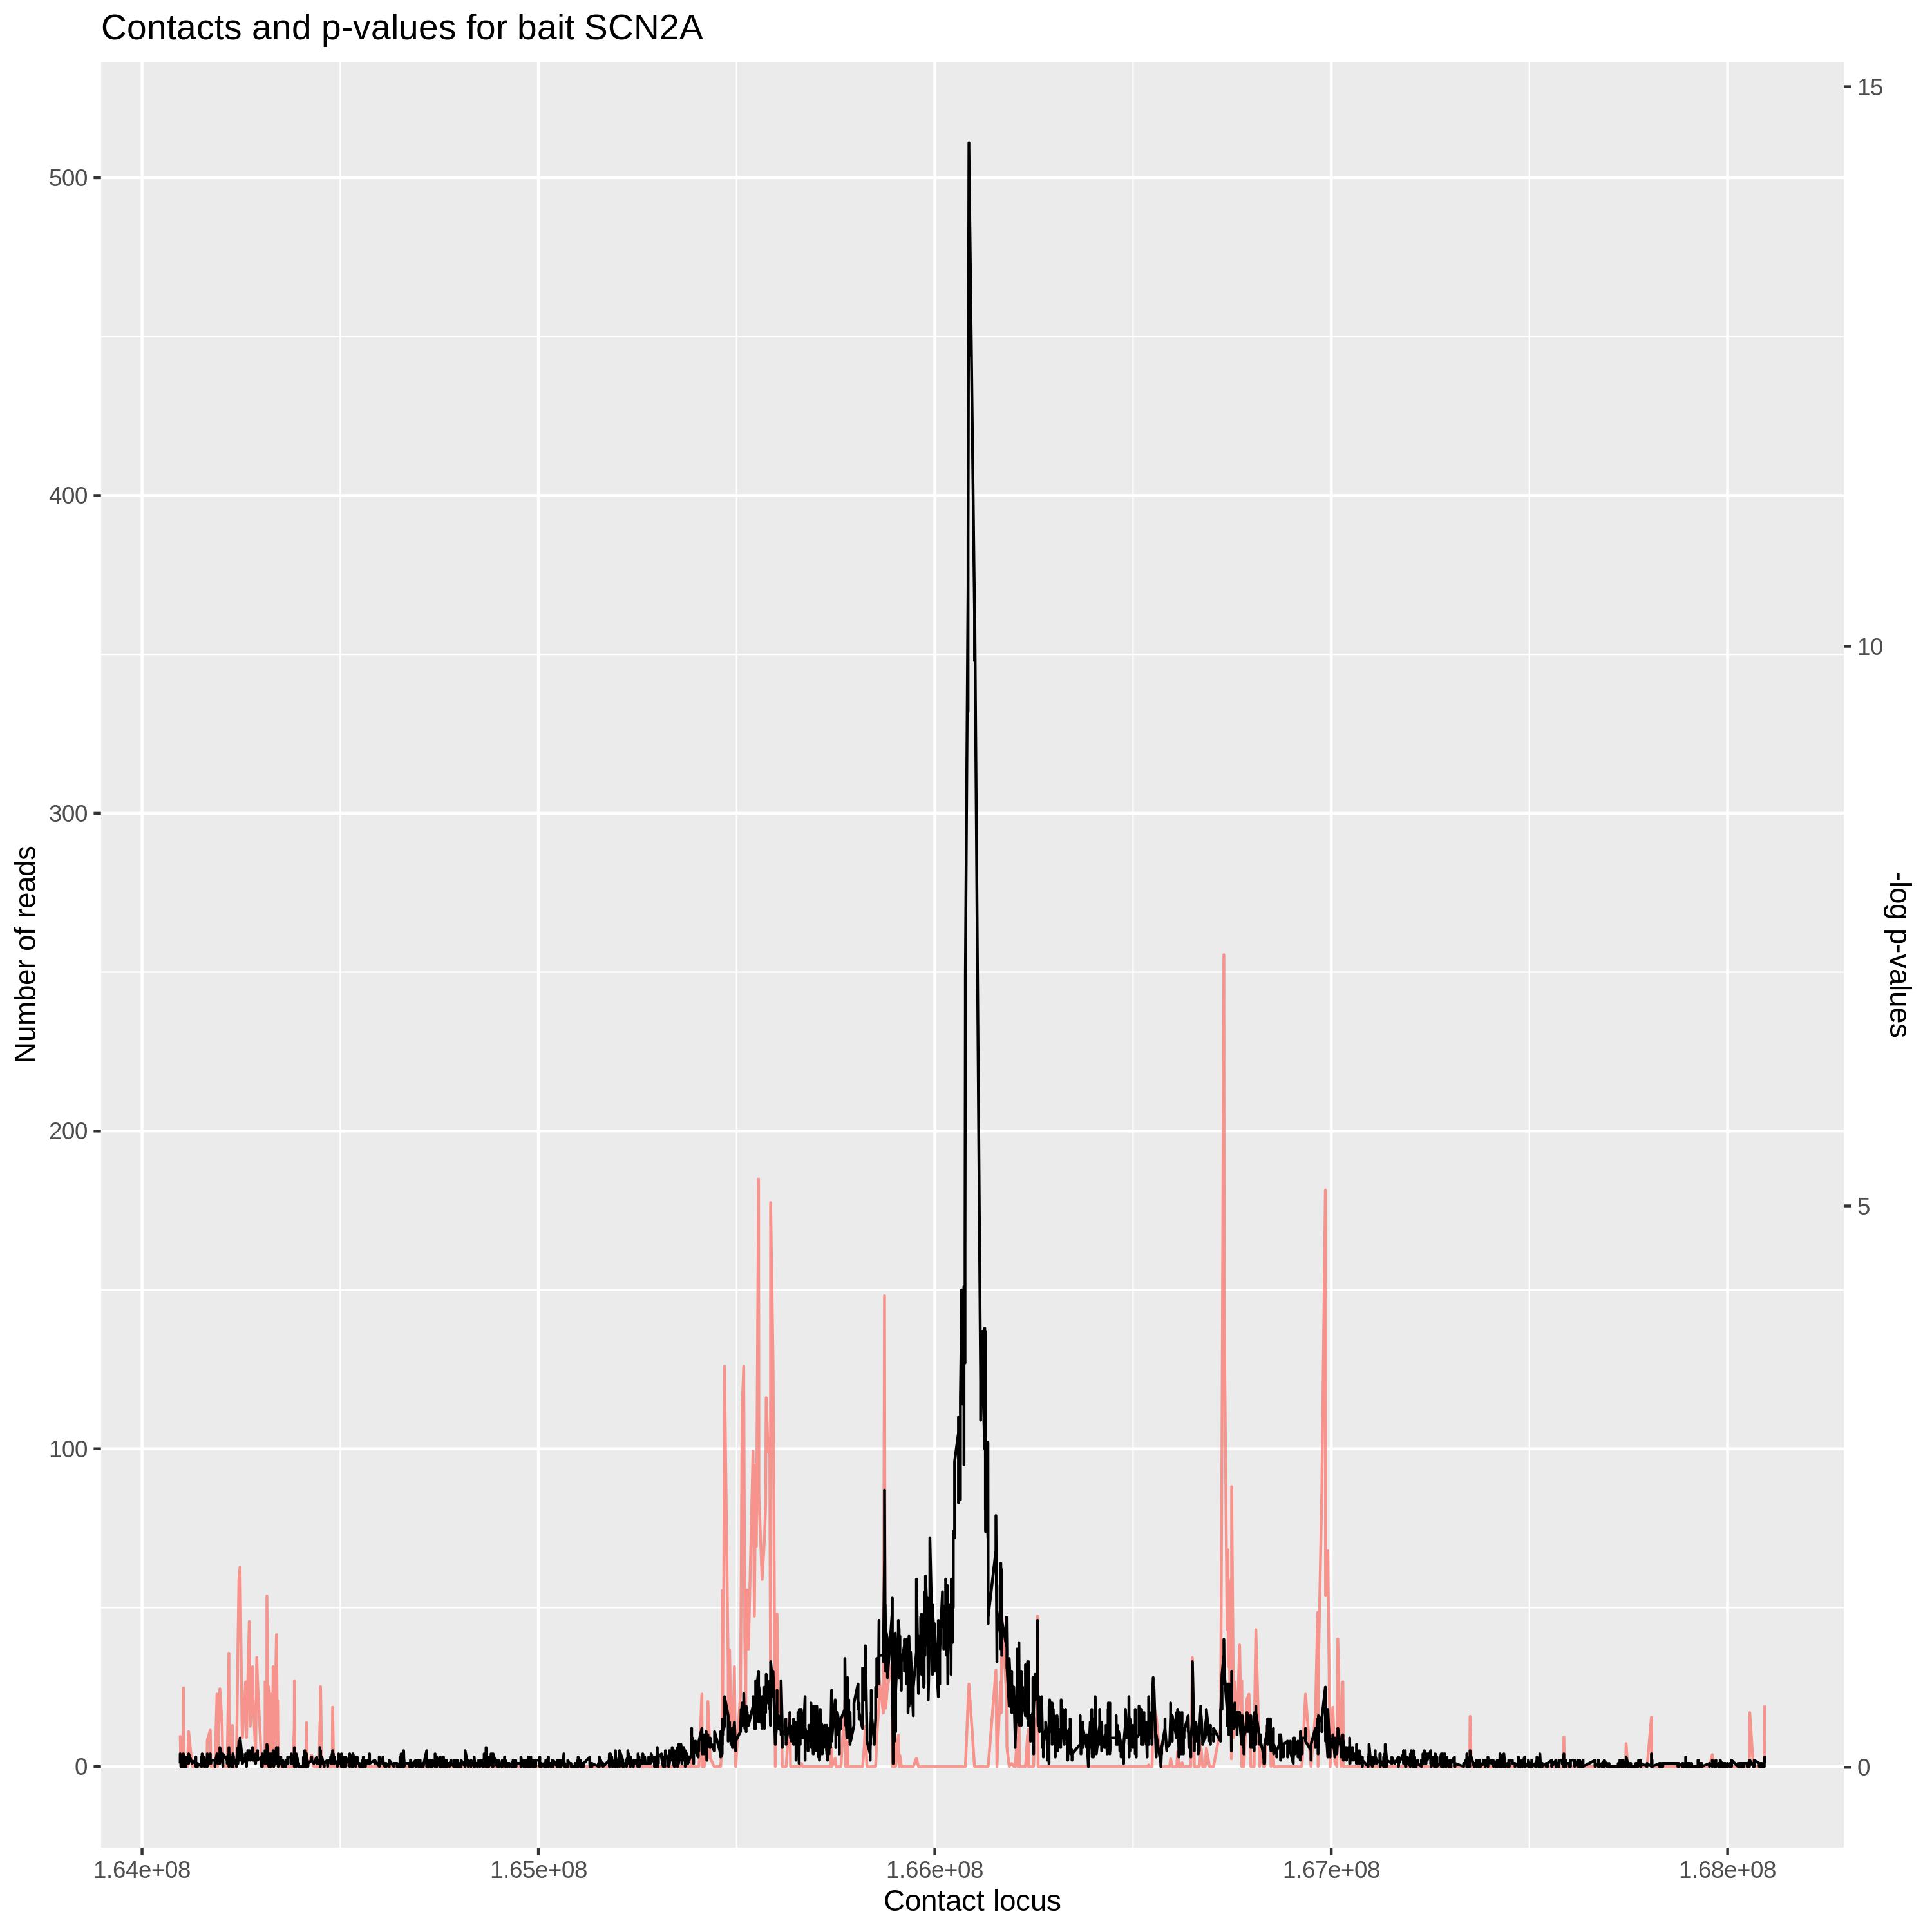 Contacts and p-values for bait SCN2A
500
400
300
200
100
0
Number of reads
15
10
5
0
-log p-values
1.64e+08
1.65e+08
1.66e+08
1.67e+08
1.68e+08
Contact locus